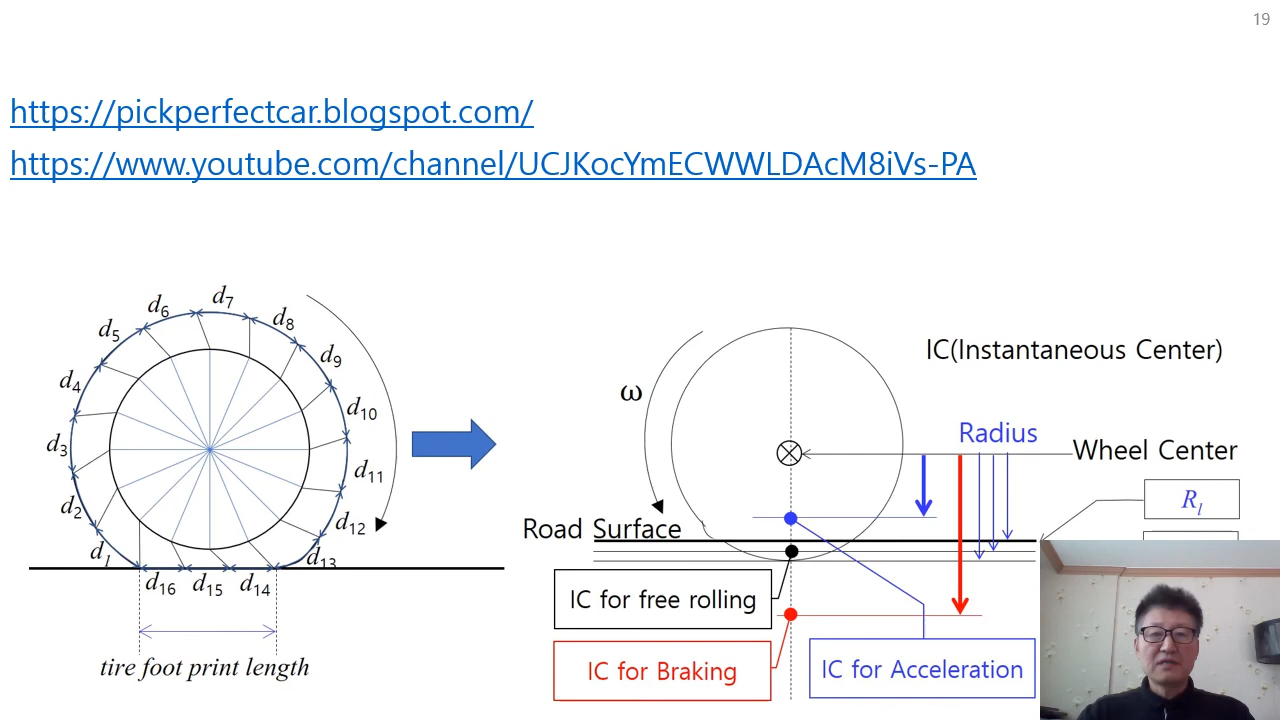 19
https://pickperfectcar.blogspot.com/
https://www.youtube.com/channel/UCJKocYmECWWLDAcM8iVs-PA
d7
d6
d8
d5
d9
d4
d10
d3
d11
d2
d12
d1
d13
d16
d15
d14
tire foot print length
IC(Instantaneous Center)
ω
Radius
Wheel Center
Rl
Road Surface
IC for free rolling
IC for Braking
IC for Acceleration